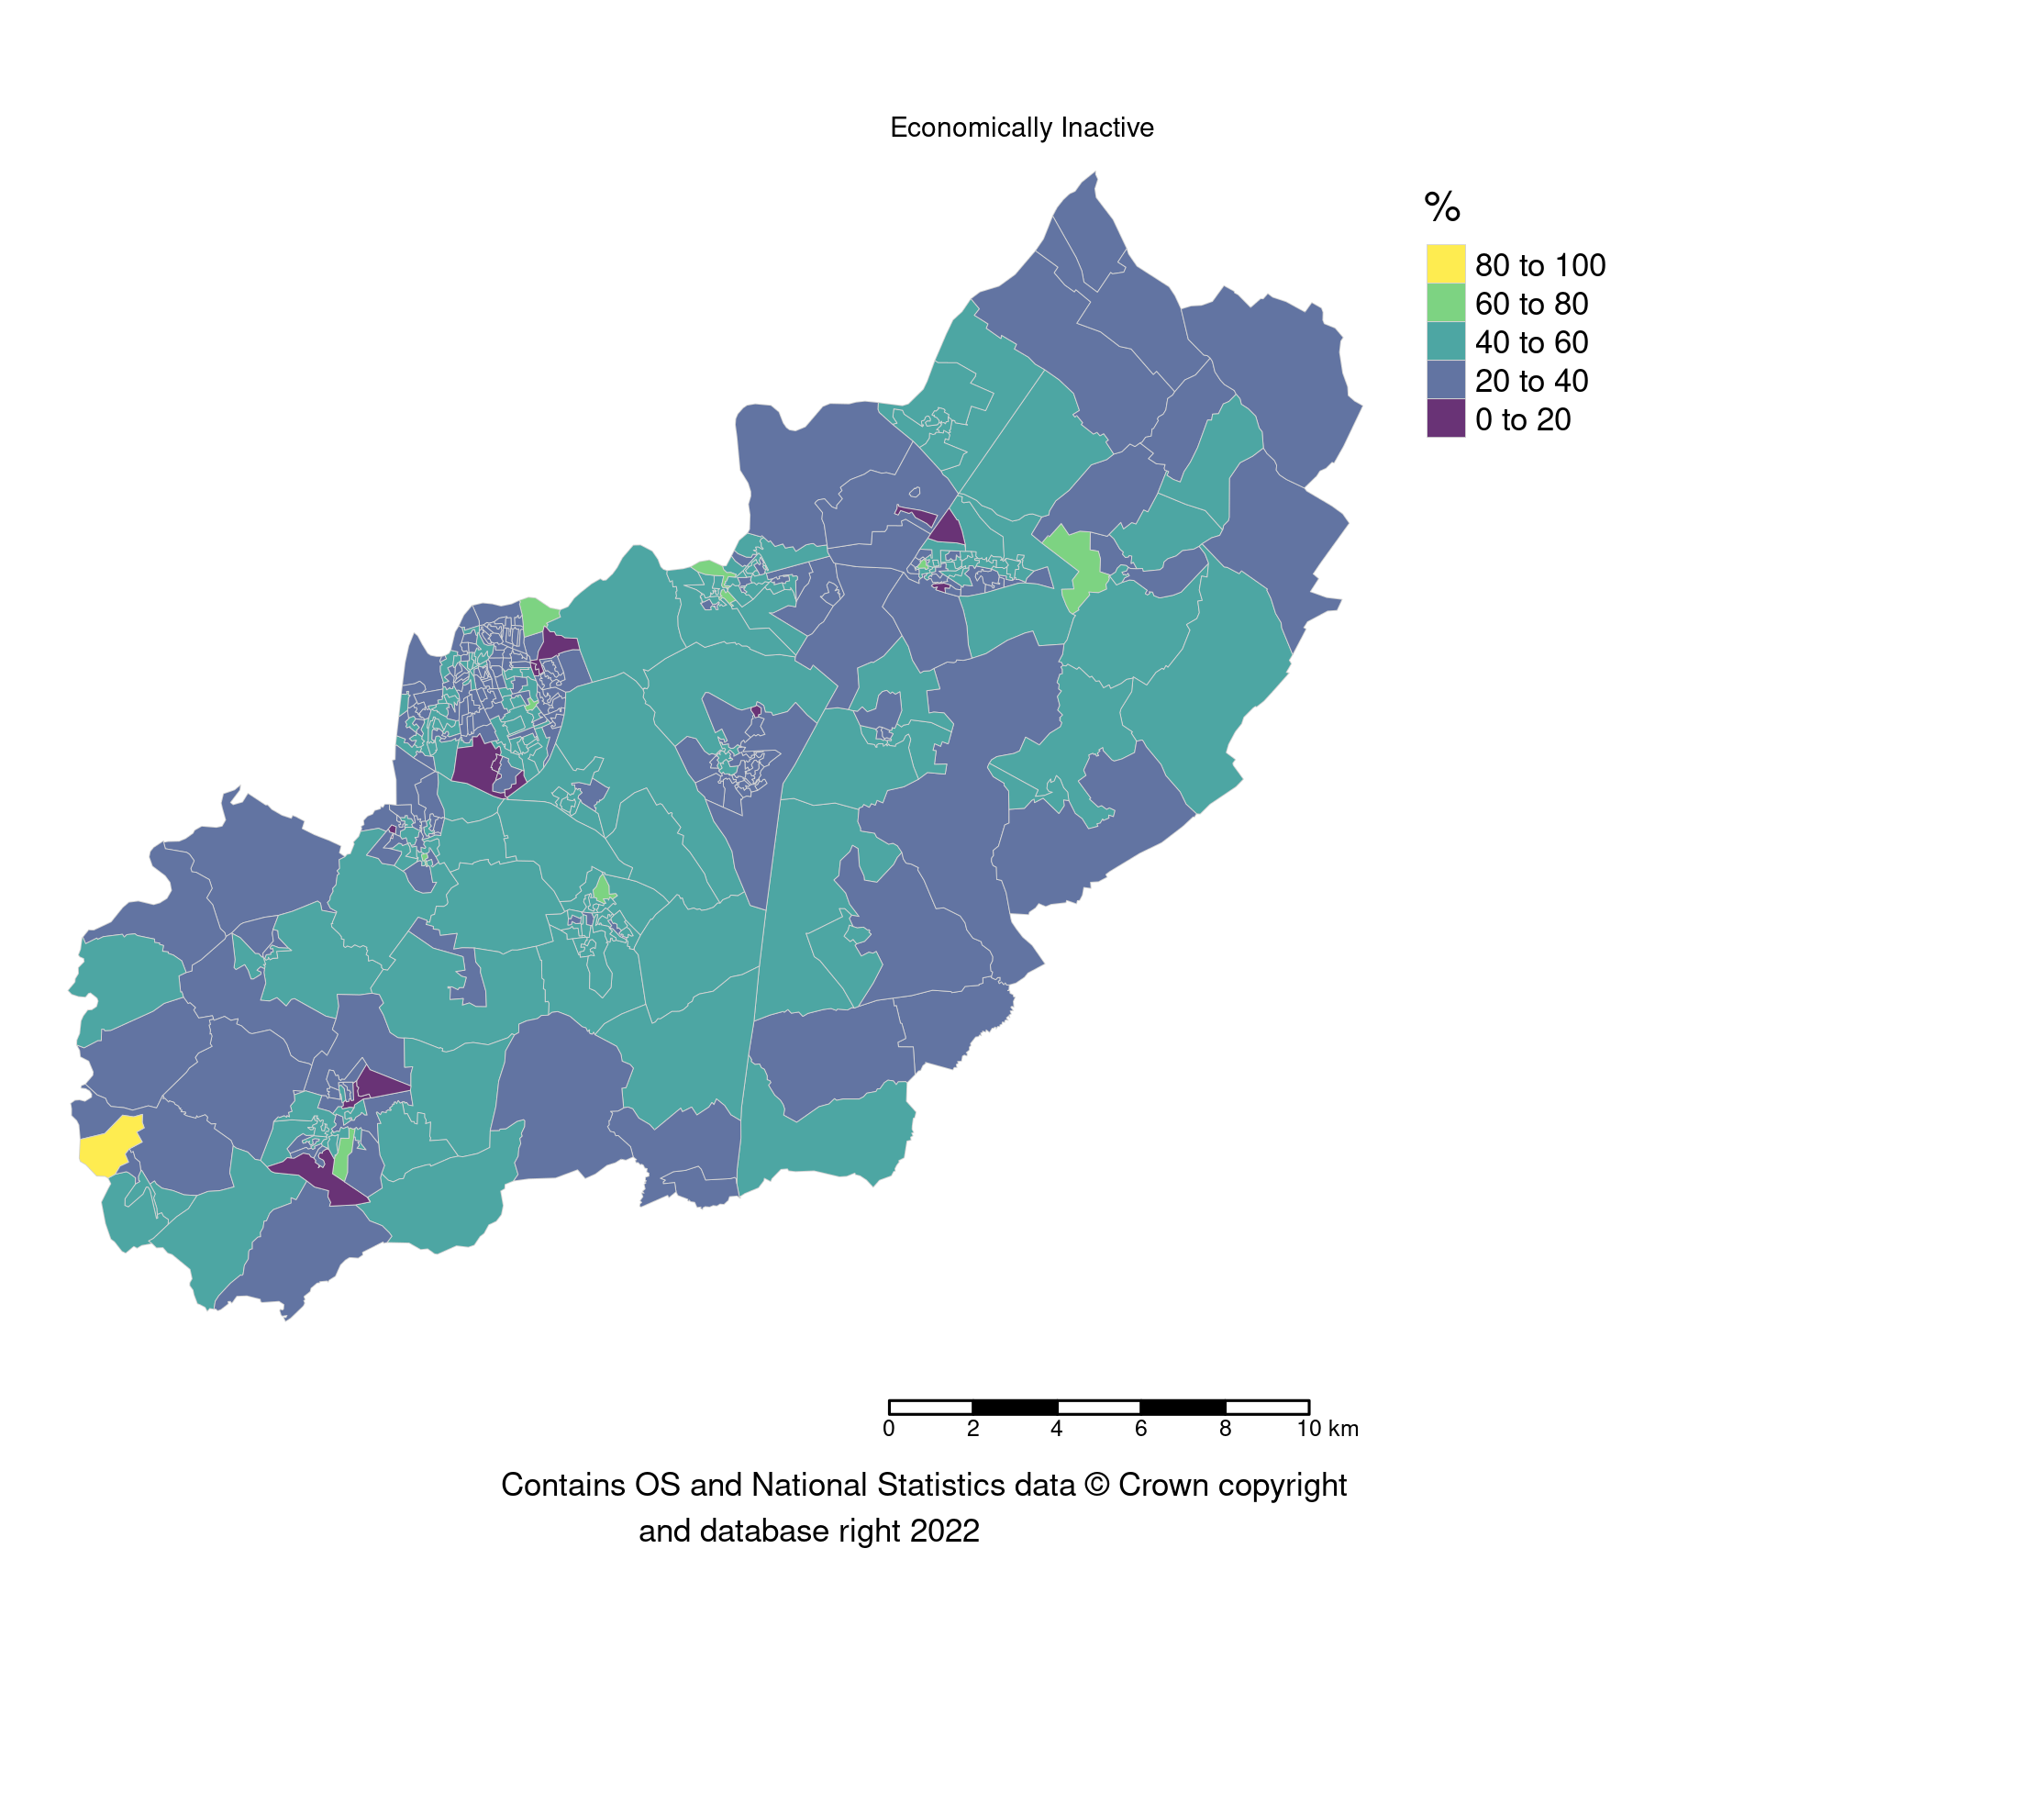 Economically Inactive
%
80 to 100
60 to 80
40 to 60
20 to 40
0 to 20
0 2 4 6 8 10 km
Contains OS and National Statistics data © Crown copyright
and database right 2022